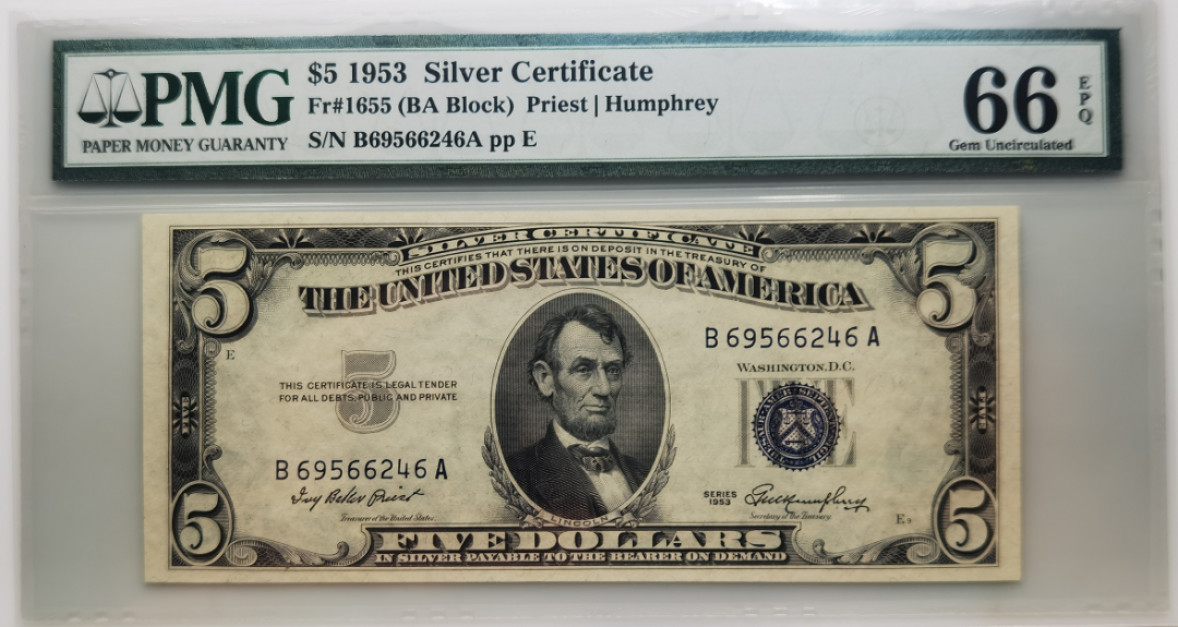 PMG
PAPER MONEY GUARANTY
$5 1953 Silver Certificate
Fr#1655 (BA Block) Priest | Humphrey
S/N B69566246A pp E
66
EPQ
Gem Uncirculated
5
5
SILVER CERTIFICATE
THIS CERTIFIES THAT THERE IS ON DEPOSIT IN THE TREASURY OF
THE UNITED STATES OF AMERICA
B 69566246 A
E
WASHINGTON, D.C.
5
THIS CERTIFICATE IS LEGAL TENDER
FOR ALL DEBTS, PUBLIC AND PRIVATE
FIVE
B 69566246 A
Ivy Baker Priest
Treasurer of the United States.
SERIES
1953
G. M. Humphrey
Secretary of the Treasury.
E
LINCOLN
5
5
FIVE DOLLARS
IN SILVER PAYABLE TO THE BEARER ON DEMAND